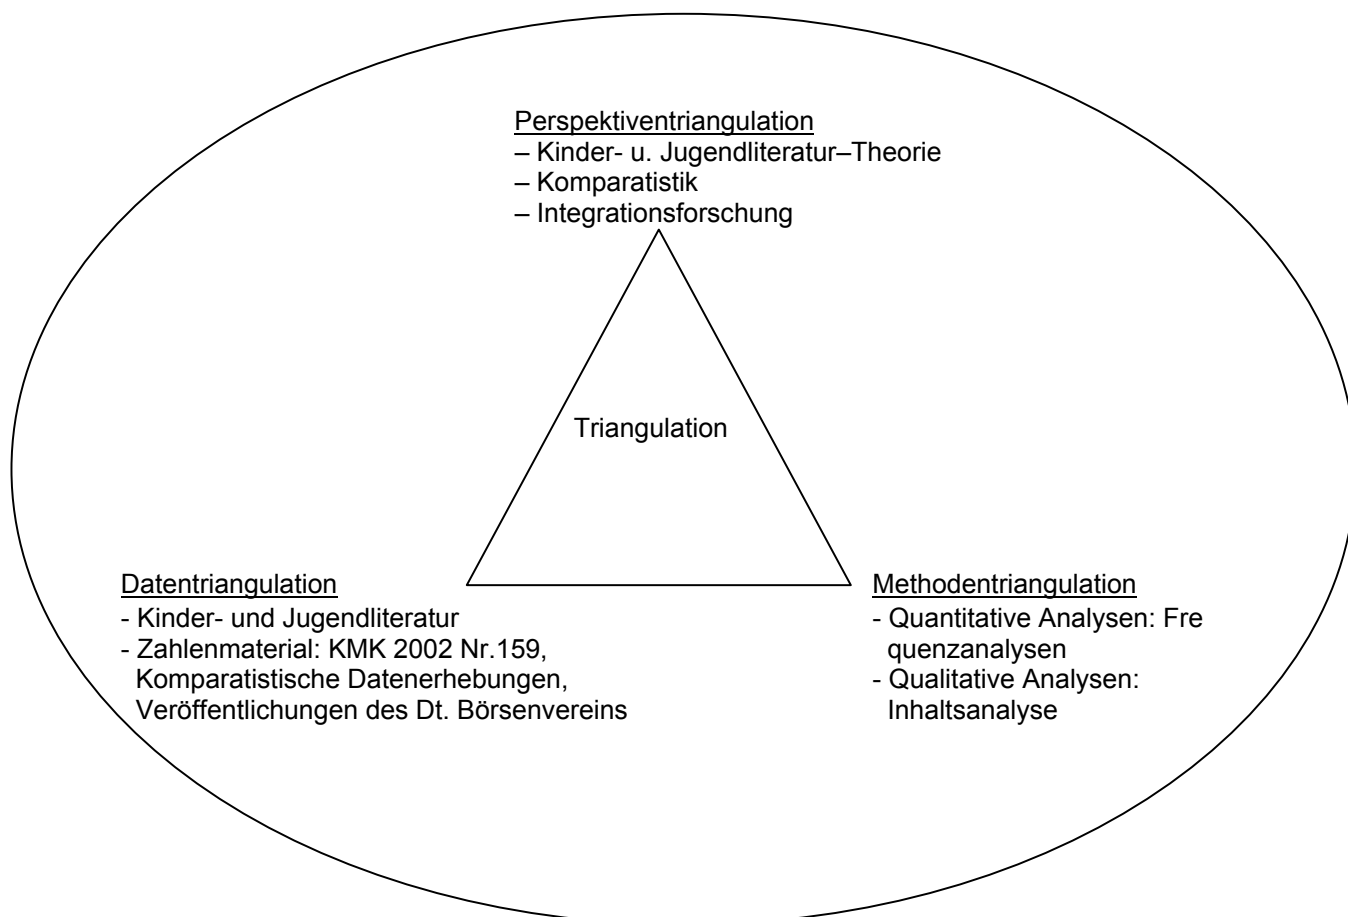 Perspektiventriangulation
– Kinder- u. Jugendliteratur–Theorie
– Komparatistik
– Integrationsforschung
Triangulation
Datentriangulation
- Kinder- und Jugendliteratur
- Zahlenmaterial: KMK 2002 Nr.159,
Komparatistische Datenerhebungen,
Veröffentlichungen des Dt. Börsenvereins
Methodentriangulation
- Quantitative Analysen: Fre
quenzanalysen
- Qualitative Analysen:
Inhaltsanalyse